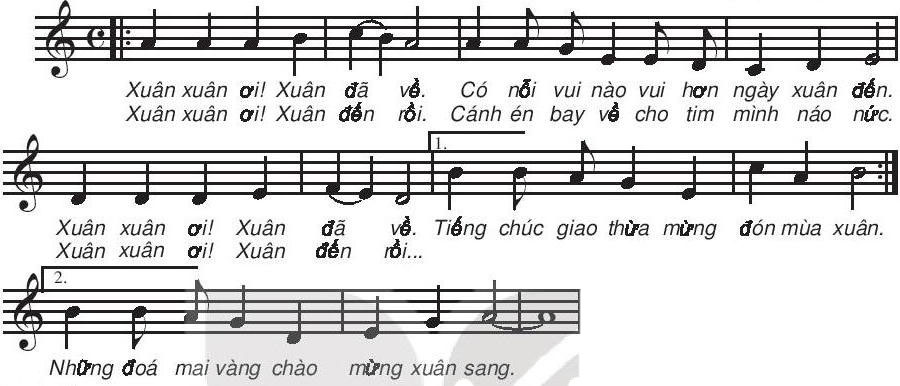 Xuân xuân ơi! Xuân đã về. Có nỗi vui nào vui hơn ngày xuân đến.
Xuân xuân ơi! Xuân đến rồi. Cánh én bay về cho tim mình náo nức.
1.
Xuân xuân ơi! Xuân đã về. Tiếng chúc giao thừa mừng đón mùa xuân.
Xuân xuân ơi! Xuân đến rồi...
2.
Những đoá mai vàng chào mừng xuân sang.